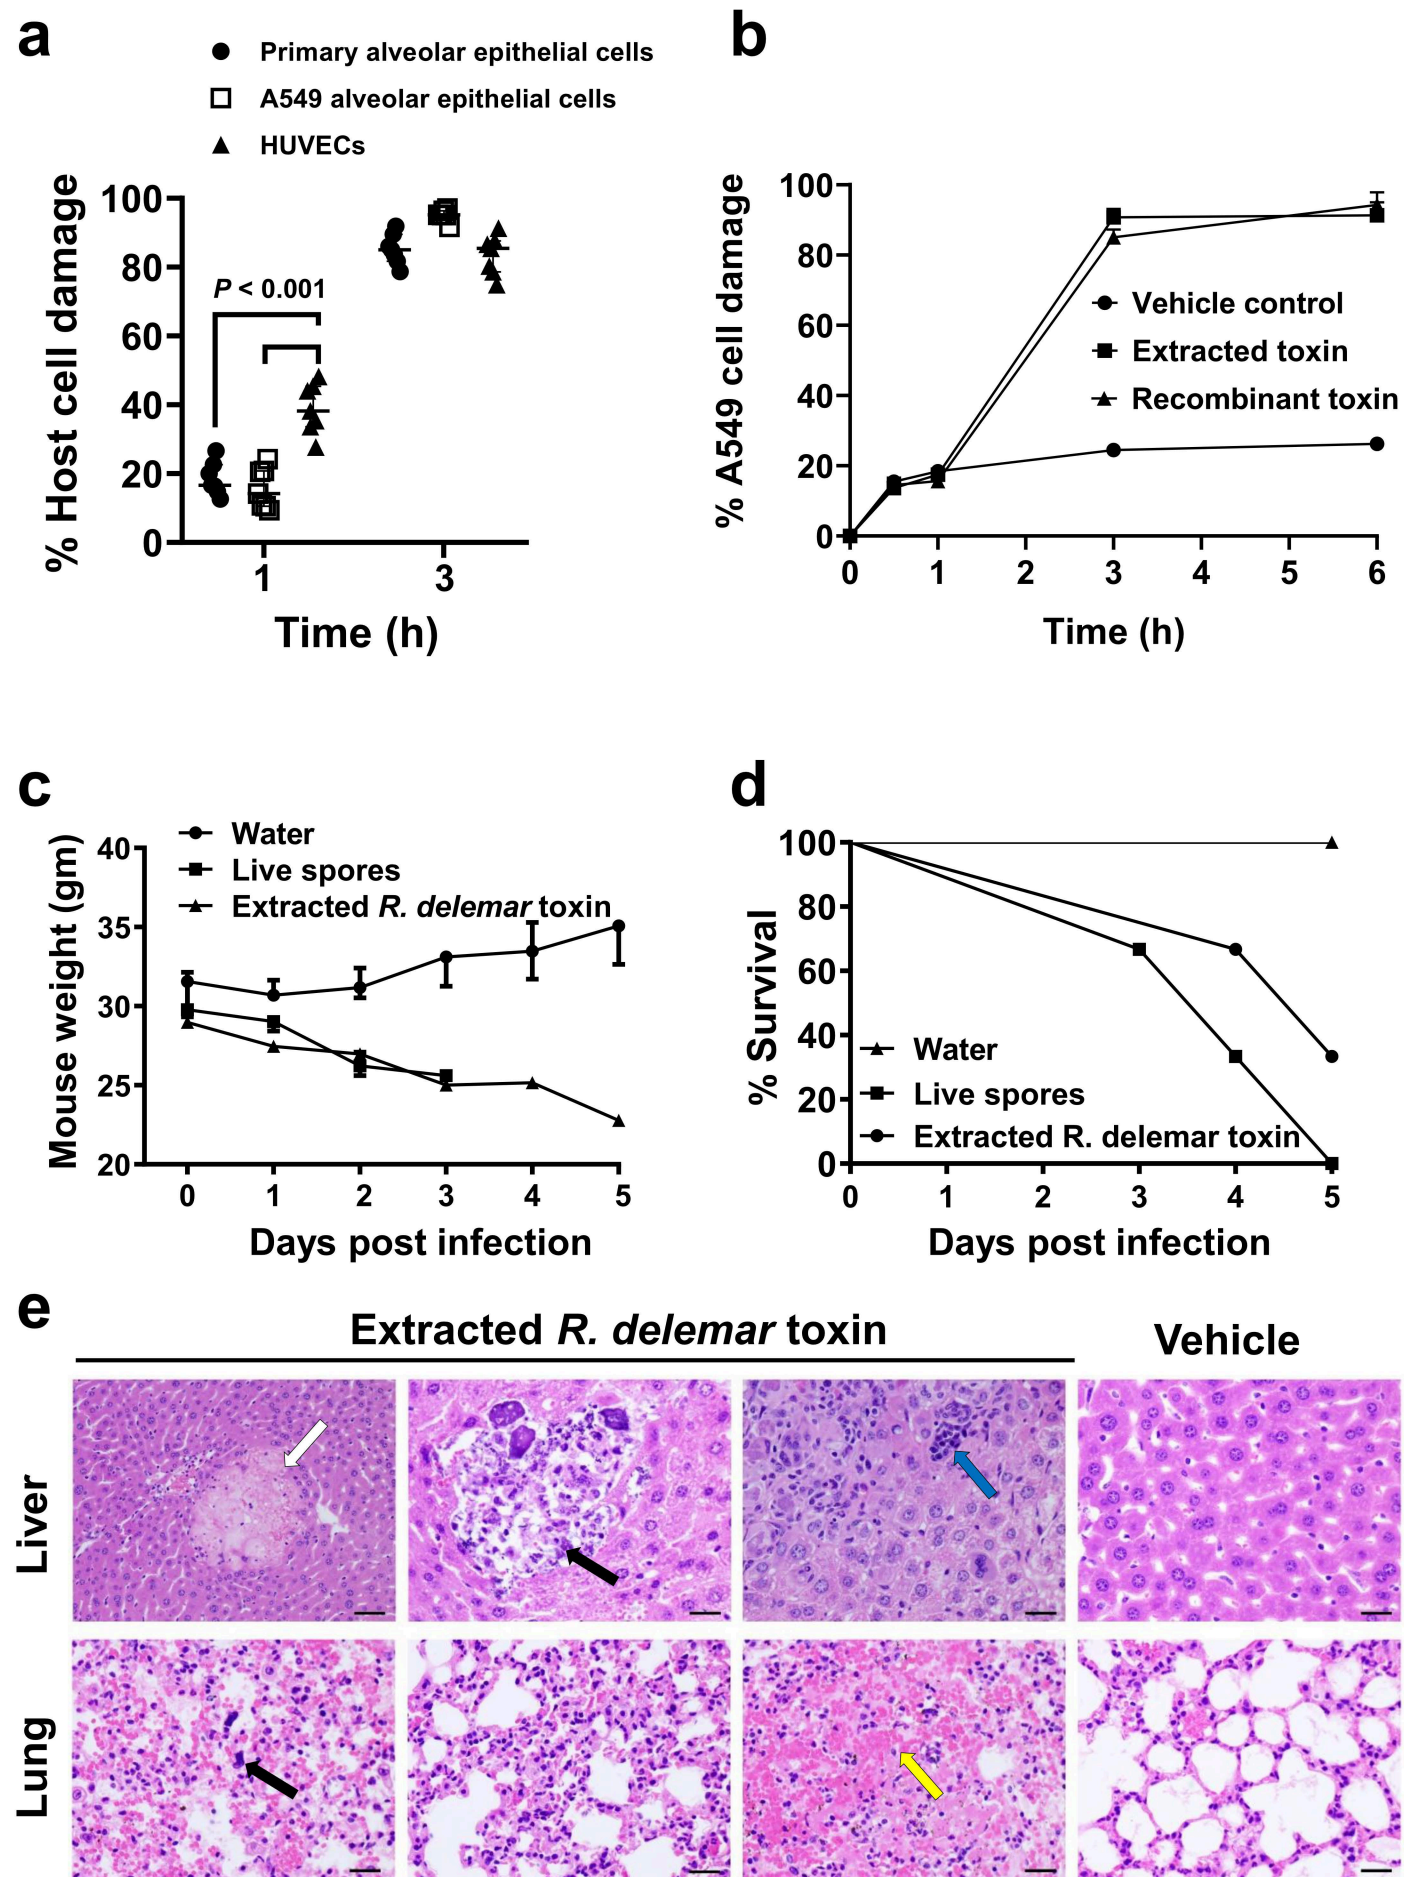 a
Primary alveolar epithelial cells
A549 alveolar epithelial cells
HUVECs
% Host cell damage
100
80
60
40
20
0
P < 0.001
1
3
Time (h)
b
% A549 cell damage
100
80
60
40
20
0
Vehicle control
Extracted toxin
Recombinant toxin
0 1 2 3 4 5 6
Time (h)
c
Mouse weight (gm)
40
35
30
25
20
Water
Live spores
Extracted R. delemar toxin
0 1 2 3 4 5
Days post infection
d
% Survival
100
80
60
40
20
0
Water
Live spores
Extracted R. delemar toxin
0 1 2 3 4 5
Days post infection
e
Extracted R. delemar toxin
Vehicle
Liver
Lung